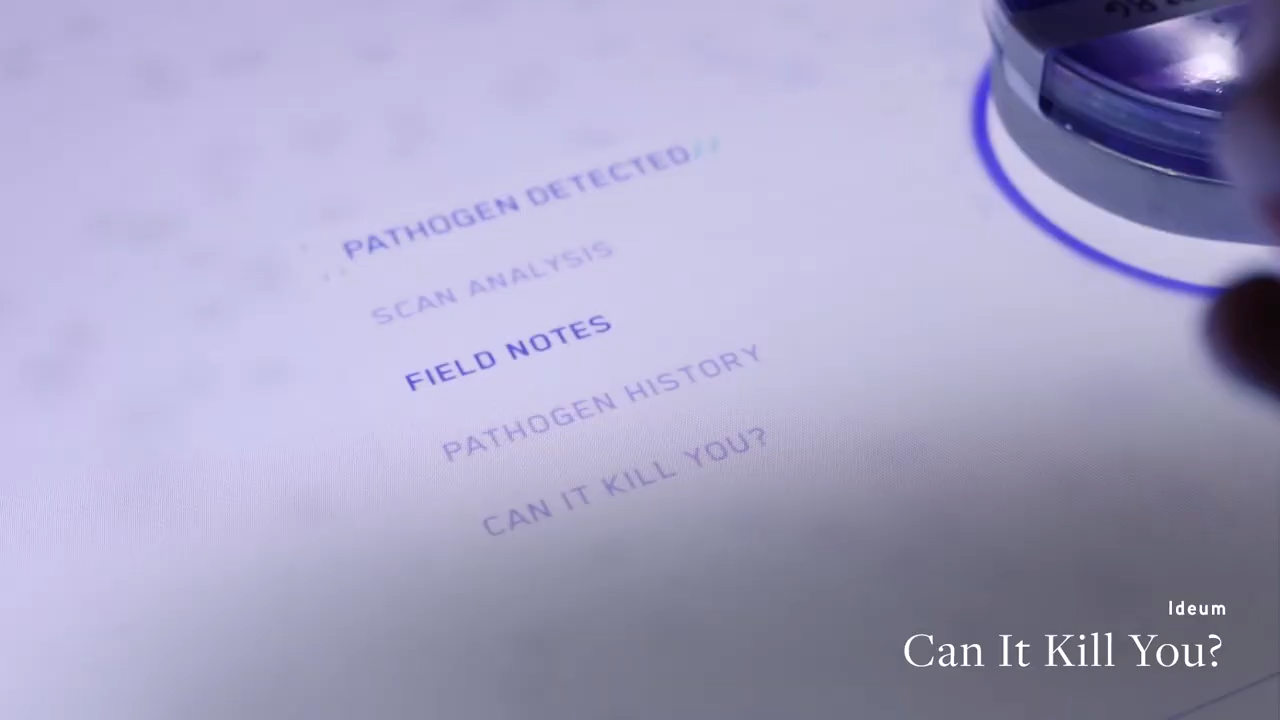 PATHOGEN DETECTED//
SCAN ANALYSIS
FIELD NOTES
PATHOGEN HISTORY
CAN IT KILL YOU?
Ideum
Can It Kill You?